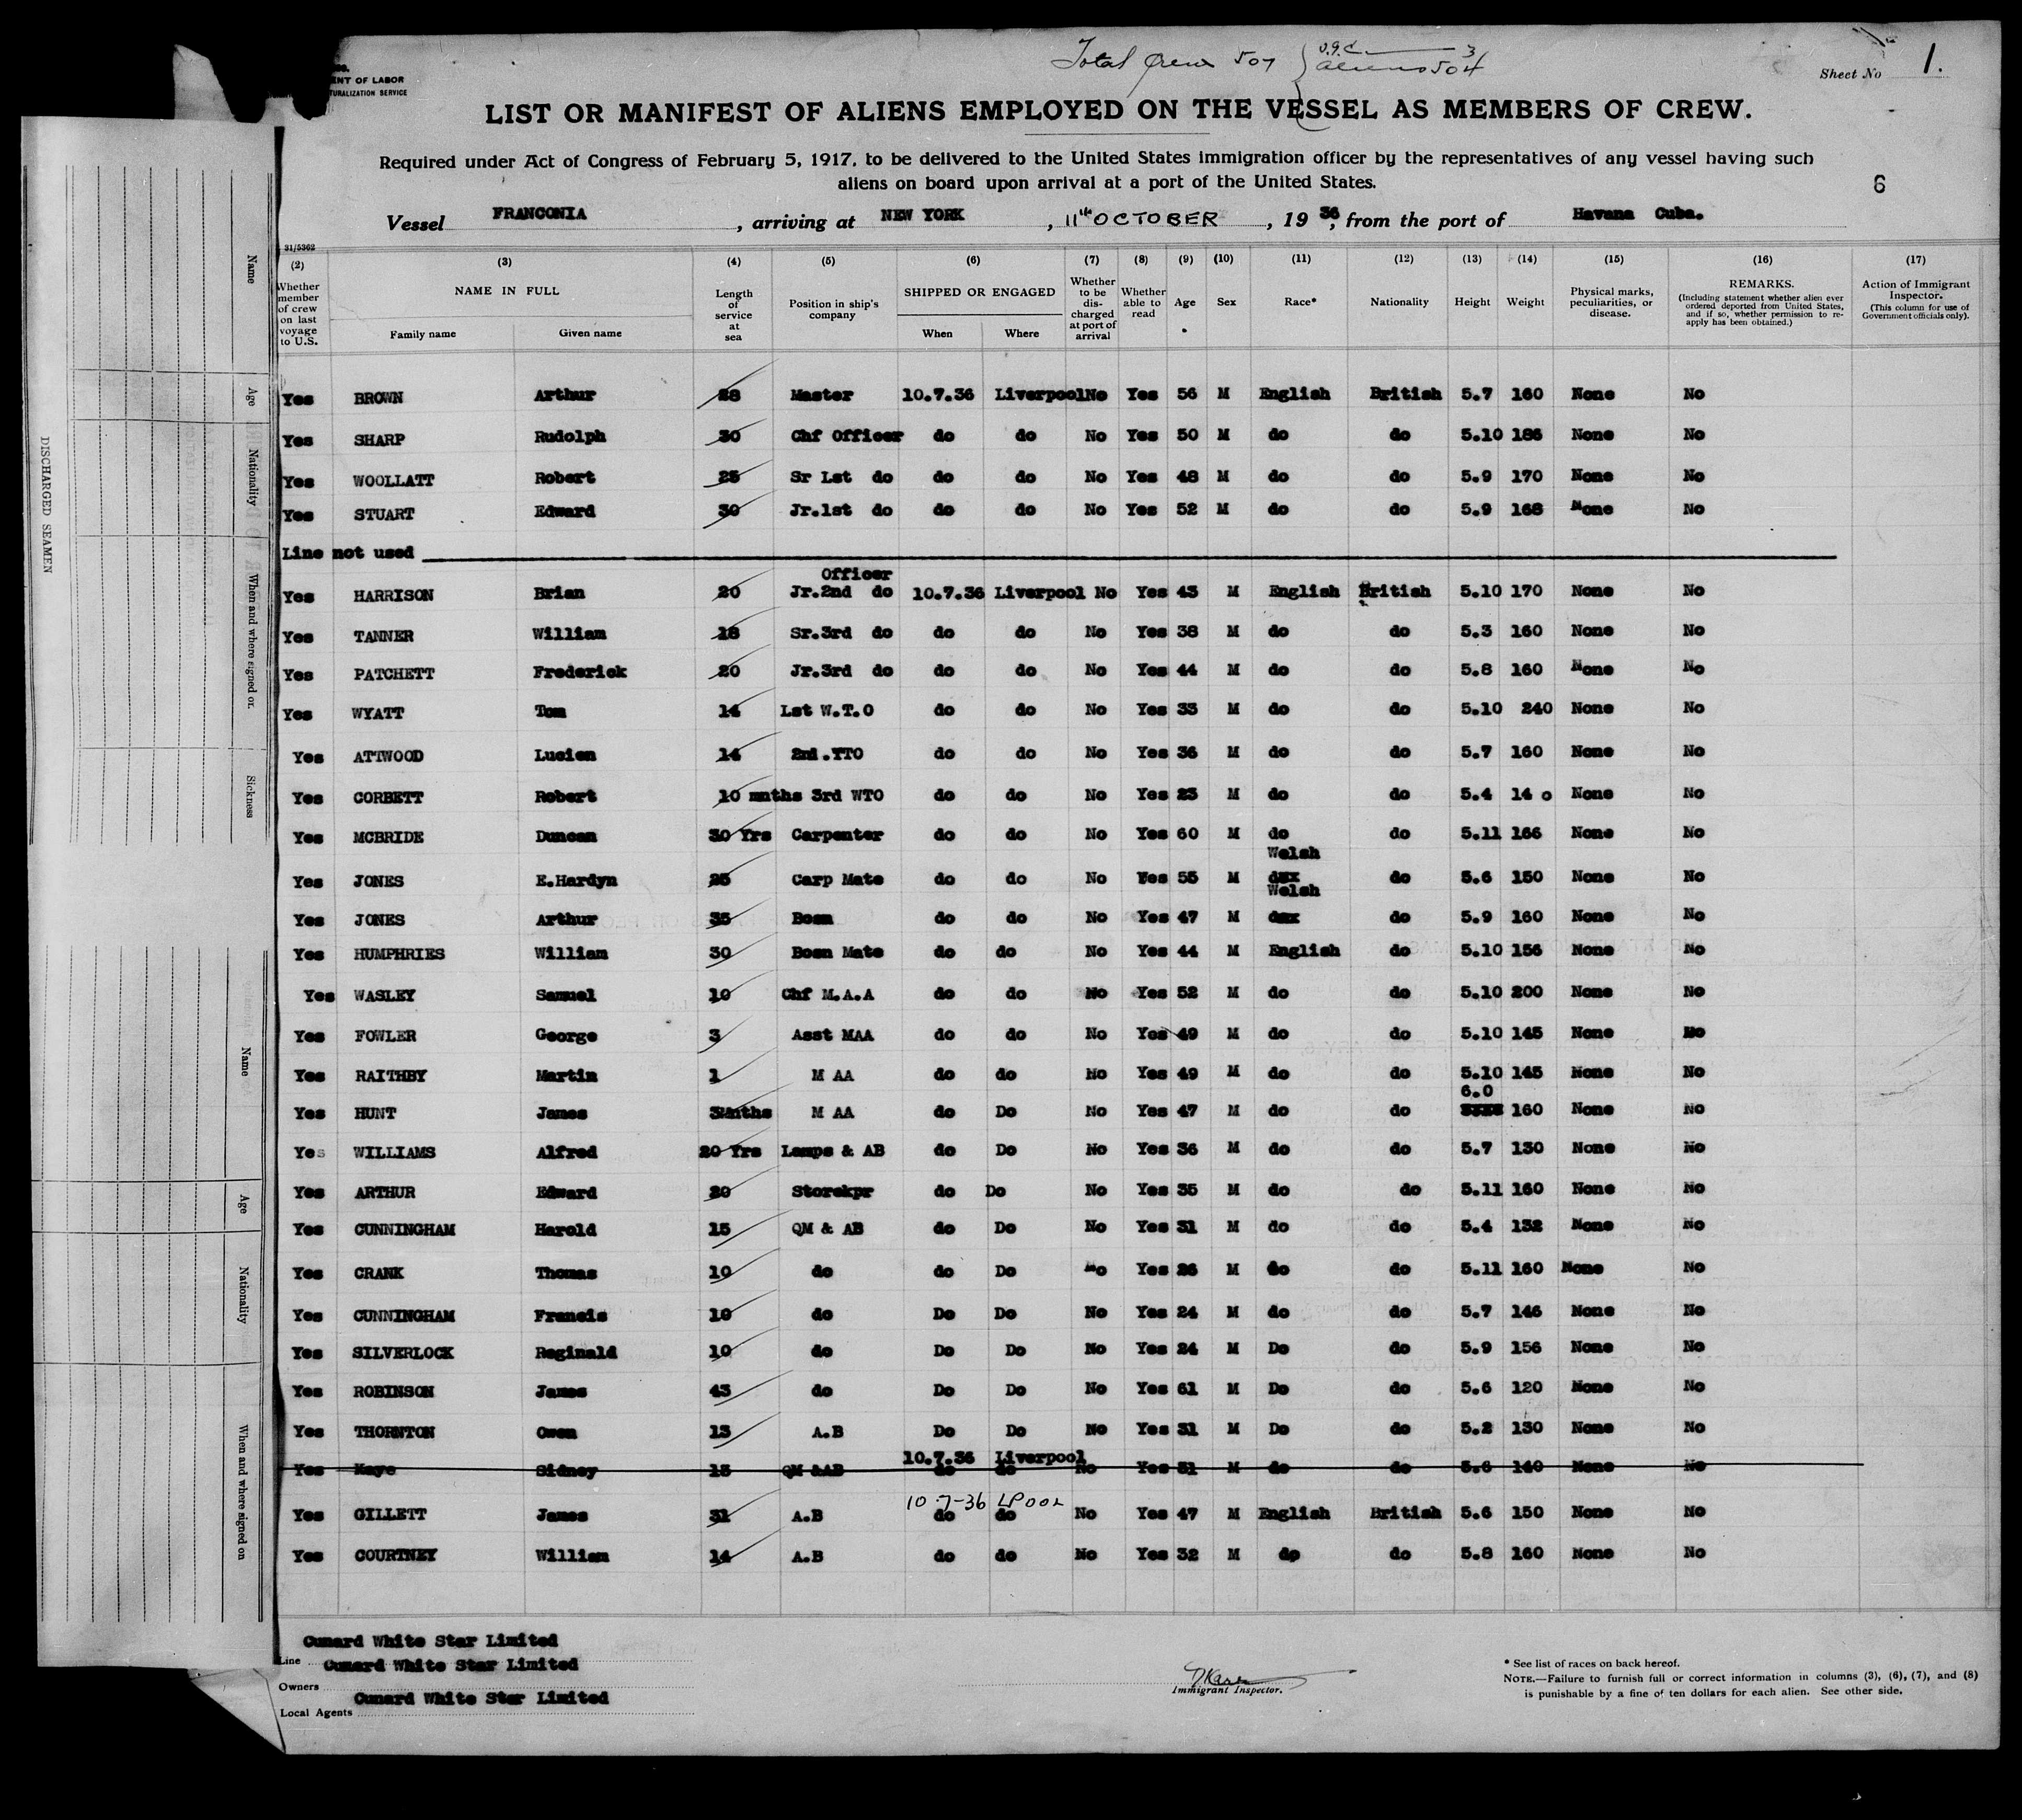 Total Crew 507 { U.S.C. 3
Aliens 504
Sheet No 1.
ENT OF LABOR
TURALIZATION SERVICE
LIST OR MANIFEST OF ALIENS EMPLOYED ON THE VESSEL AS MEMBERS OF CREW.
Required under Act of Congress of February 5, 1917, to be delivered to the United States immigration officer by the representatives of any vessel having such
aliens on board upon arrival at a port of the United States.
6
Vessel FRANCONIA, arriving at NEW YORK, 11th OCTOBER, 1936, from the port of Havana Cuba.
31/5362
(2) (3) (4) (5) (6) (7) (8) (9) (10) (11) (12) (13) (14) (15) (16) (17)
Whether member of crew on last voyage to U.S.
NAME IN FULL
Family name Given name
Length of service at sea
Position in ship's company
SHIPPED OR ENGAGED
When Where
Whether to be discharged at port of arrival
Whether able to read
Age
Sex
Race*
Nationality
Height
Weight
Physical marks, peculiarities, or disease.
REMARKS.
(Including statement whether alien ever ordered deported from United States, and if so, whether permission to re-apply has been obtained.)
Action of Immigrant Inspector.
(This column for use of Government officials only).
Yes BROWN Arthur 28 Master 10.7.36 Liverpool No Yes 56 M English British 5.7 160 None No
Yes SHARP Rudolph 30 Chf Officer do do No Yes 50 M do do 5.10 186 None No
Yes WOOLLATT Robert 25 Sr Lst do do do No Yes 48 M do do 5.9 170 None No
Yes STUART Edward 30 Jr.1st do do do No Yes 52 M do do 5.9 168 None No
Line not used
Officer
Yes HARRISON Brian 20 Jr.2nd do 10.7.36 Liverpool No Yes 43 M English British 5.10 170 None No
Yes TANNER William 18 Sr.3rd do do do No Yes 38 M do do 5.3 160 None No
Yes PATCHETT Frederick 20 Jr.3rd do do do No Yes 44 M do do 5.8 160 None No
Yes WYATT Tom 14 Lst W.T.O do do No Yes 33 M do do 5.10 240 None No
Yes ATTWOOD Lucien 14 2nd.YTO do do No Yes 36 M do do 5.7 160 None No
Yes CORBETT Robert 10 mnths 3rd WTO do do No Yes 23 M do do 5.4 14 o None No
Yes MCBRIDE Duncan 30 Yrs Carpenter do do No Yes 60 M do do 5.11 166 None No
Welsh
Yes JONES E.Hardyn 25 Carp Mate do do No Yes 55 M dox do 5.6 150 None No
Welsh
Yes JONES Arthur 35 Bosn do do No Yes 47 M dox do 5.9 160 None No
Yes HUMPHRIES William 30 Bosn Mate do do No Yes 44 M English do 5.10 156 None No
Yes WASLEY Samuel 10 Chf M.A.A do do No Yes 52 M do do 5.10 200 None No
Yes FOWLER George 3 Asst MAA do do No Yes 49 M do do 5.10 145 None No
Yes RAITHBY Martin 1 M AA do do No Yes 49 M do do 5.10 145 None No
6.0
Yes HUNT James 3Mnths M AA do Do No Yes 47 M do do 160 None No
Yes WILLIAMS Alfred 20 Yrs Lamps & AB do Do No Yes 36 M do do 5.7 130 None No
Yes ARTHUR Edward 20 Storekpr do Do No Yes 35 M do do 5.11 160 None No
Yes CUNNINGHAM Harold 15 QM & AB do Do No Yes 31 M do do 5.4 132 None No
Yes CRANK Thomas 10 do do Do No Yes 26 M do do 5.11 160 None No
Yes CUNNINGHAM Francis 10 do Do Do No Yes 24 M do do 5.7 146 None No
Yes SILVERLOCK Reginald 10 do Do Do No Yes 24 M Do do 5.9 156 None No
Yes ROBINSON James 43 do Do Do No Yes 61 M Do do 5.6 120 None No
Yes THORNTON Owen 13 A.B Do Do No Yes 31 M Do do 5.2 130 None No
10.7.36 Liverpool
Yes Kaye Sidney 15 QM &AB do do No Yes 31 M do do 5.6 140 None No
10-7-36 LPOOL
Yes GILLETT James 31 A.B do do No Yes 47 M English British 5.6 150 None No
Yes COURTNEY William 14 A.B do do No Yes 32 M do do 5.8 160 None No
Cunard White Star Limited
Line Cunard White Star Limited
Owners
Cunard White Star Limited
Local Agents
Immigrant Inspector.
* See list of races on back hereof.
NOTE.—Failure to furnish full or correct information in columns (3), (6), (7), and (8)
is punishable by a fine of ten dollars for each alien. See other side.
DISCHARGED SEAMEN
Name
Age
Nationality
When and where signed or.
Sickness
Name
Age
Nationality
When and where signed on